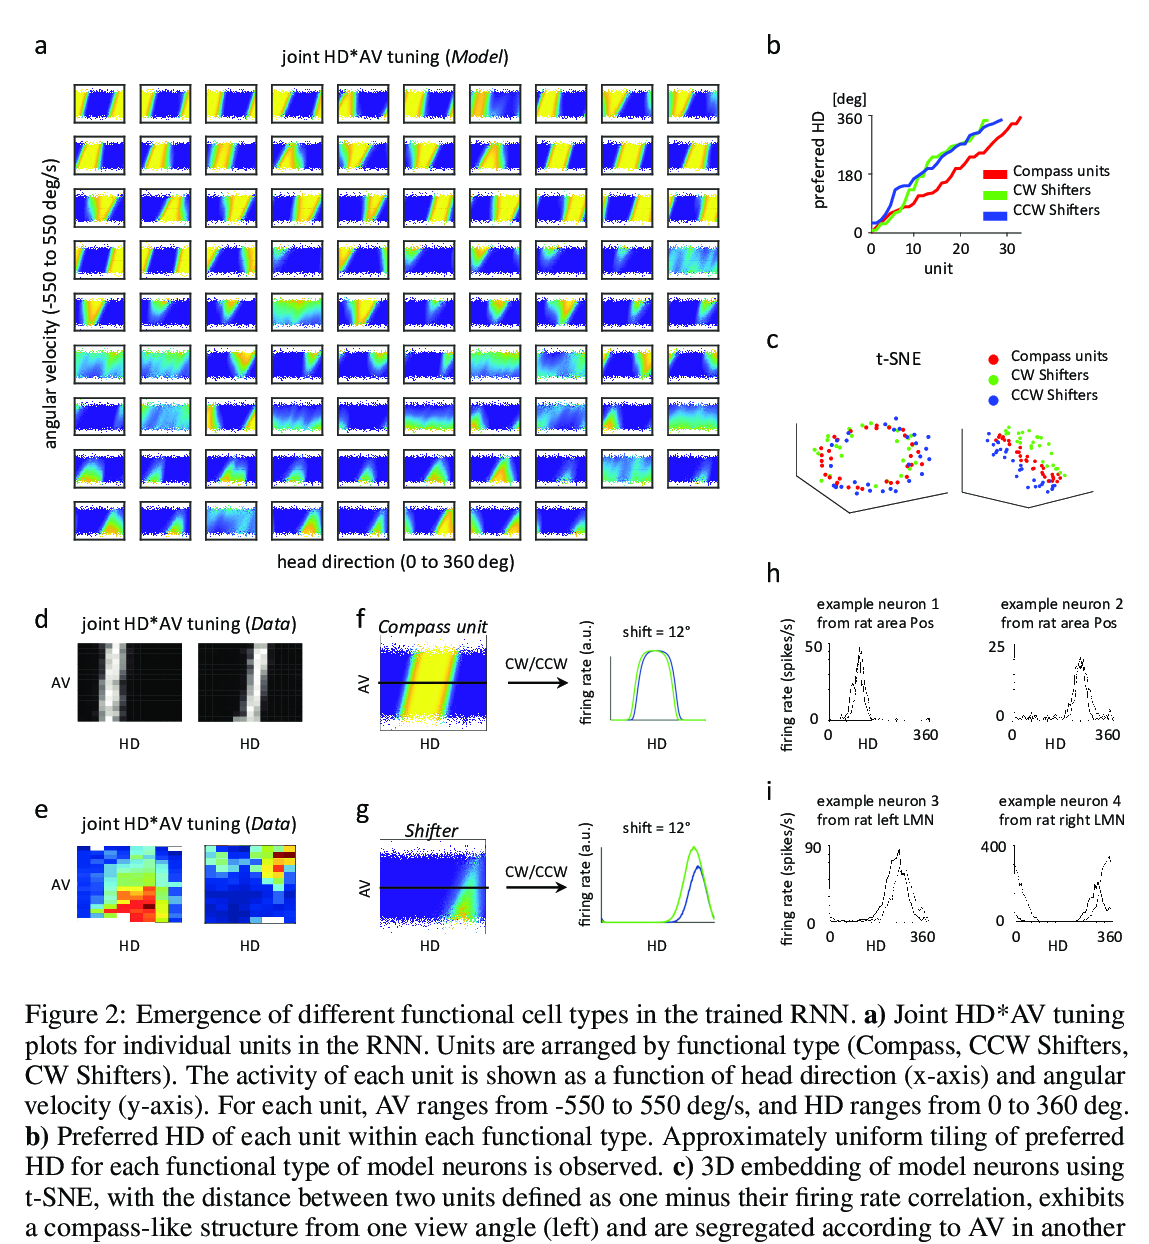 a
joint HD*AV tuning (Model)
angular velocity (-550 to 550 deg/s)
head direction (0 to 360 deg)
b
[deg]
360
180
0
preferred HD
0
10
20
30
unit
Compass units
CW Shifters
CCW Shifters
c
t-SNE
Compass units
CW Shifters
CCW Shifters
d
joint HD*AV tuning (Data)
AV
HD
HD
e
joint HD*AV tuning (Data)
AV
HD
HD
f
Compass unit
AV
HD
CW/CCW
firing rate (a.u.)
shift = 12°
HD
g
Shifter
AV
HD
CW/CCW
firing rate (a.u.)
shift = 12°
HD
h
example neuron 1
from rat area Pos
firing rate (spikes/s)
50
0
0
HD
360
example neuron 2
from rat area Pos
25
0
0
HD
360
i
example neuron 3
from rat left LMN
firing rate (spikes/s)
90
0
0
HD
360
example neuron 4
from rat right LMN
400
0
0
HD
360
Figure 2: Emergence of different functional cell types in the trained RNN. a) Joint HD*AV tuning
plots for individual units in the RNN. Units are arranged by functional type (Compass, CCW Shifters,
CW Shifters). The activity of each unit is shown as a function of head direction (x-axis) and angular
velocity (y-axis). For each unit, AV ranges from -550 to 550 deg/s, and HD ranges from 0 to 360 deg.
b) Preferred HD of each unit within each functional type. Approximately uniform tiling of preferred
HD for each functional type of model neurons is observed. c) 3D embedding of model neurons using
t-SNE, with the distance between two units defined as one minus their firing rate correlation, exhibits
a compass-like structure from one view angle (left) and are segregated according to AV in another